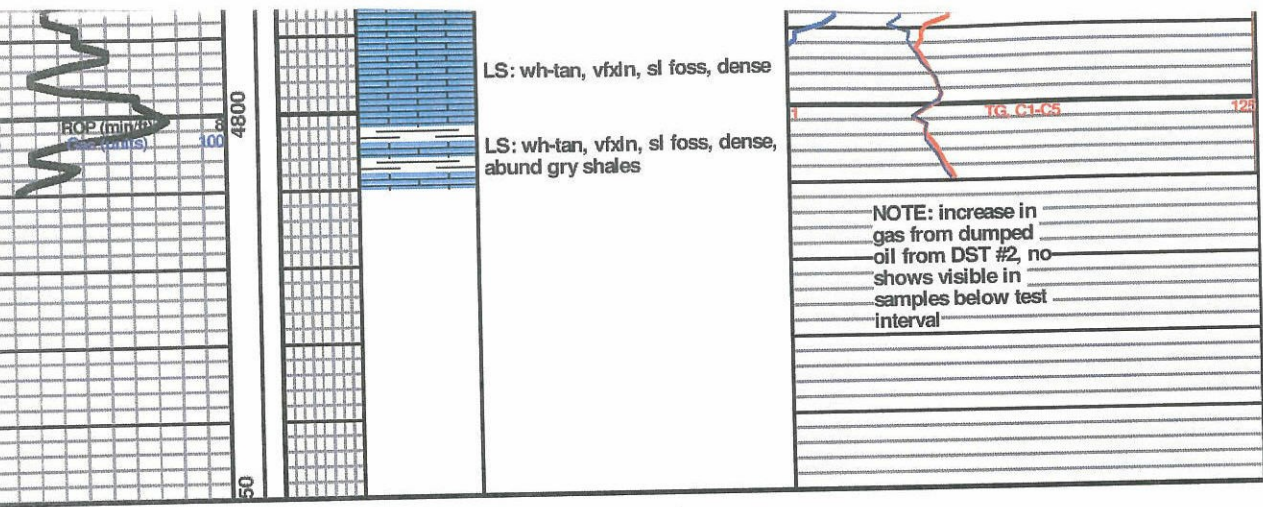 LS: wh-tan, vfxln, sl foss, dense
4800
ROP (min/ft) 8
Gas (units) 100
1 TG, C1-C5 125
LS: wh-tan, vfxln, sl foss, dense,
abund gry shales
NOTE: increase in
gas from dumped
oil from DST #2, no
shows visible in
samples below test
interval
50